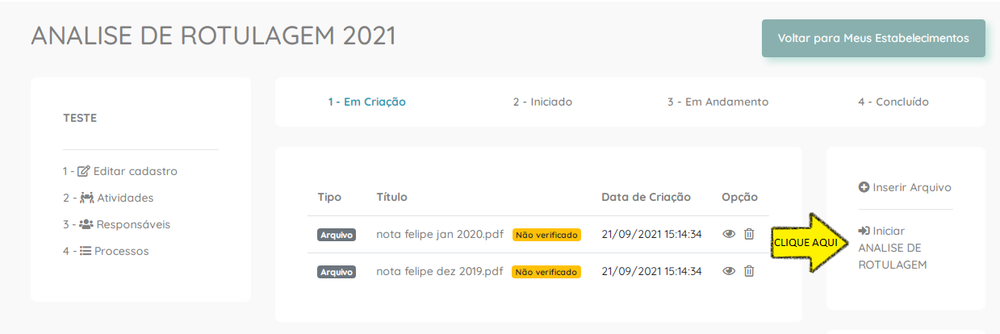 ANALISE DE ROTULAGEM 2021
Voltar para Meus Estabelecimentos
TESTE
1 - Editar cadastro
2 - Atividades
3 - Responsáveis
4 - Processos
1 - Em Criação 2 - Iniciado 3 - Em Andamento 4 - Concluído
Tipo Título Data de Criação Opção
Arquivo nota felipe jan 2020.pdf Não verificado 21/09/2021 15:14:34
Arquivo nota felipe dez 2019.pdf Não verificado 21/09/2021 15:14:34
CLIQUE AQUI
Inserir Arquivo
Iniciar
ANALISE DE
ROTULAGEM